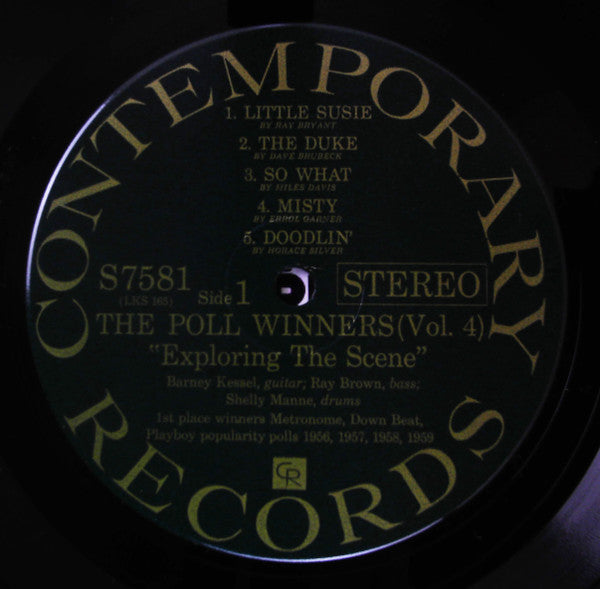 CONTEMPORARY
1. LITTLE SUSIE
BY RAY BRYANT
2. THE DUKE
BY DAVE BRUBECK
3. SO WHAT
BY MILES DAVIS
4. MISTY
BY ERROL GARNER
5. DOODLIN'
BY HORACE SILVER
S7581
(LKS 165)
Side 1
STEREO
THE POLL WINNERS (Vol. 4)
"Exploring The Scene"
Barney Kessel, guitar; Ray Brown, bass;
Shelly Manne, drums
1st place winners Metronome, Down Beat,
Playboy popularity polls 1956, 1957, 1958, 1959
CR
RECORDS